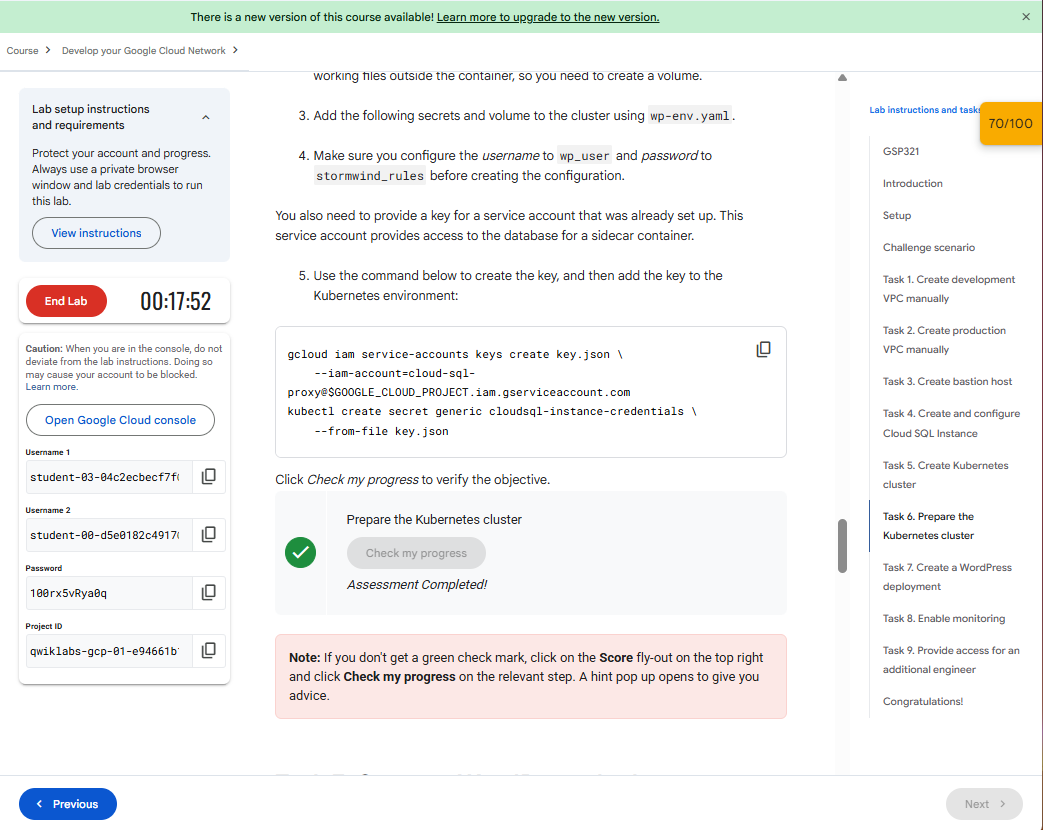 There is a new version of this course available! Learn more to upgrade to the new version.
Course
Develop your Google Cloud Network
Lab setup instructions
and requirements
Protect your account and progress.
Always use a private browser
window and lab credentials to run
this lab.
View instructions
End Lab
00:17:52
Caution: When you are in the console, do not
deviate from the lab instructions. Doing so
may cause your account to be blocked.
Learn more.
Open Google Cloud console
Username 1
student-03-04c2ecbecf7f
Username 2
student-00-d5e0182c4917
Password
100rx5vRya0q
Project ID
qwiklabs-gcp-01-e94661b
working files outside the container, so you need to create a volume.
3. Add the following secrets and volume to the cluster using wp-env.yaml.
4. Make sure you configure the username to wp_user and password to
stormwind_rules before creating the configuration.
You also need to provide a key for a service account that was already set up. This
service account provides access to the database for a sidecar container.
5. Use the command below to create the key, and then add the key to the
Kubernetes environment:
gcloud iam service-accounts keys create key.json \
--iam-account=cloud-sql-
proxy@$GOOGLE_CLOUD_PROJECT.iam.gserviceaccount.com
kubectl create secret generic cloudsql-instance-credentials \
--from-file key.json
Click Check my progress to verify the objective.
Prepare the Kubernetes cluster
Check my progress
Assessment Completed!
Note: If you don't get a green check mark, click on the Score fly-out on the top right
and click Check my progress on the relevant step. A hint pop up opens to give you
advice.
Lab instructions and tasks
70/100
GSP321
Introduction
Setup
Challenge scenario
Task 1. Create development
VPC manually
Task 2. Create production
VPC manually
Task 3. Create bastion host
Task 4. Create and configure
Cloud SQL Instance
Task 5. Create Kubernetes
cluster
Task 6. Prepare the
Kubernetes cluster
Task 7. Create a WordPress
deployment
Task 8. Enable monitoring
Task 9. Provide access for an
additional engineer
Congratulations!
Previous
Next